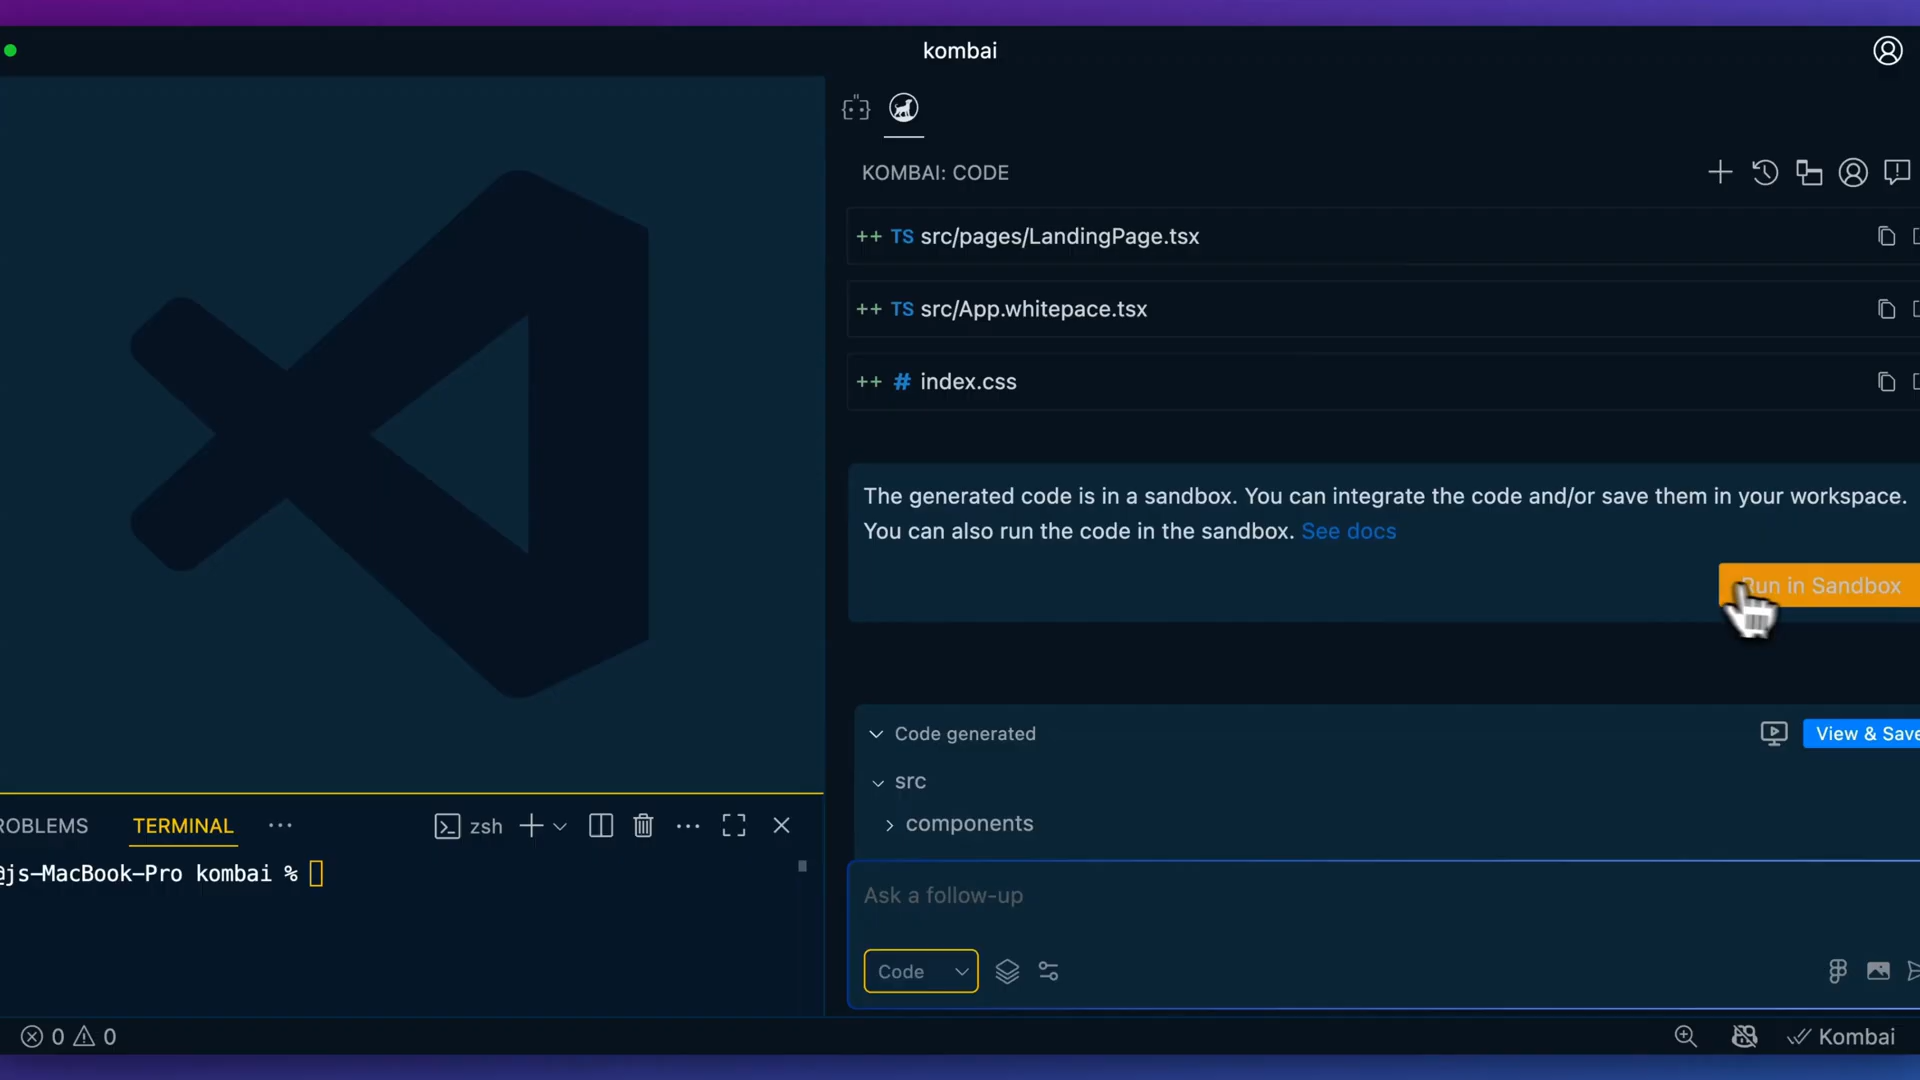 kombai
KOMBAI: CODE
++ TS src/pages/LandingPage.tsx
++ TS src/App.whitepace.tsx
++ # index.css
The generated code is in a sandbox. You can integrate the code and/or save them in your workspace.
You can also run the code in the sandbox. See docs
Run in Sandbox
Code generated
View & Save
src
components
ROBLEMS TERMINAL ... zsh
@js-MacBook-Pro kombai %
Ask a follow-up
Code
0 0
Kombai